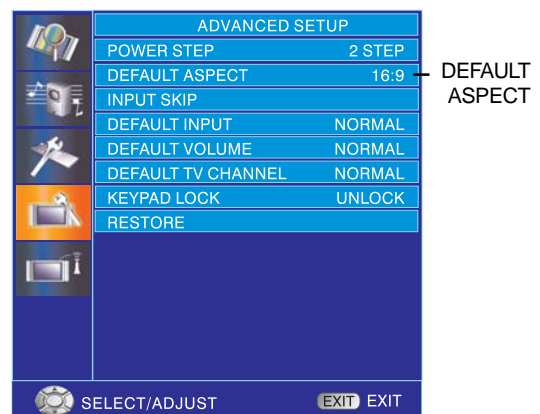 ADVANCED SETUP
POWER STEP 2 STEP
DEFAULT ASPECT 16:9
INPUT SKIP
DEFAULT INPUT NORMAL
DEFAULT VOLUME NORMAL
DEFAULT TV CHANNEL NORMAL
KEYPAD LOCK UNLOCK
RESTORE
SELECT/ADJUST EXIT EXIT
DEFAULT
ASPECT